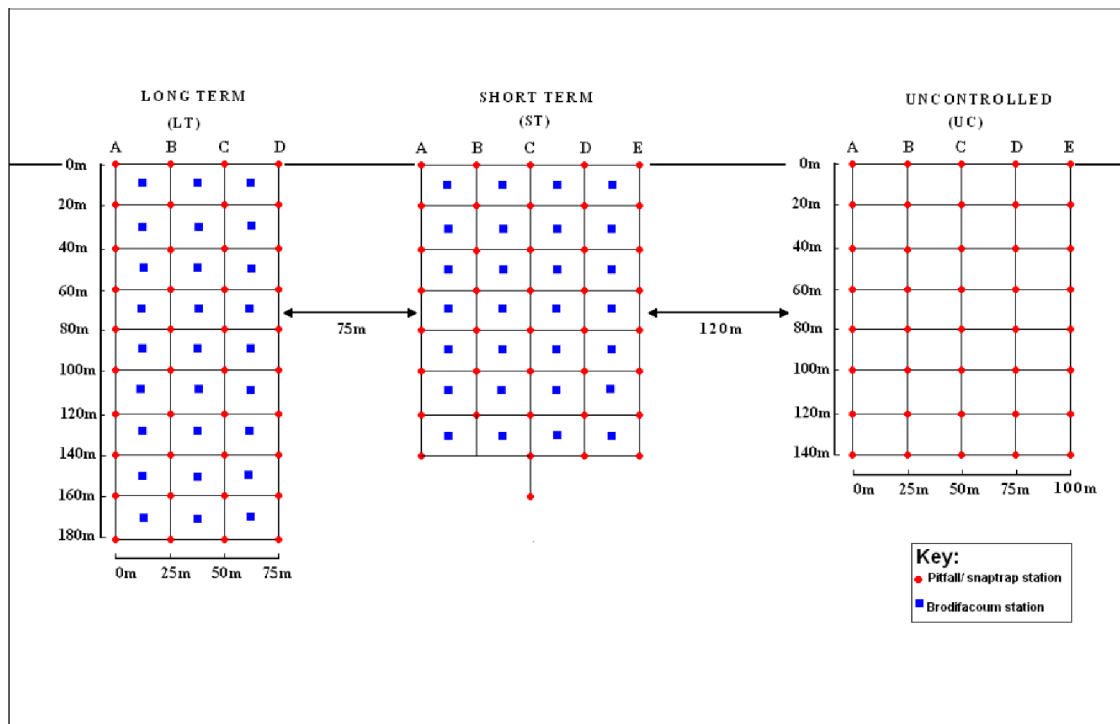 LONG TERM
(LT)
SHORT TERM
(ST)
UNCONTROLLED
(UC)
A B C D
A B C D E
A B C D E
0m
20m
40m
60m
80m
100m
120m
140m
160m
180m
0m 25m 50m 75m
75m
120m
0m
20m
40m
60m
80m
100m
120m
140m
0m 25m 50m 75m 100m
Key:
Pitfall/ snaptrap station
Brodifacoum station